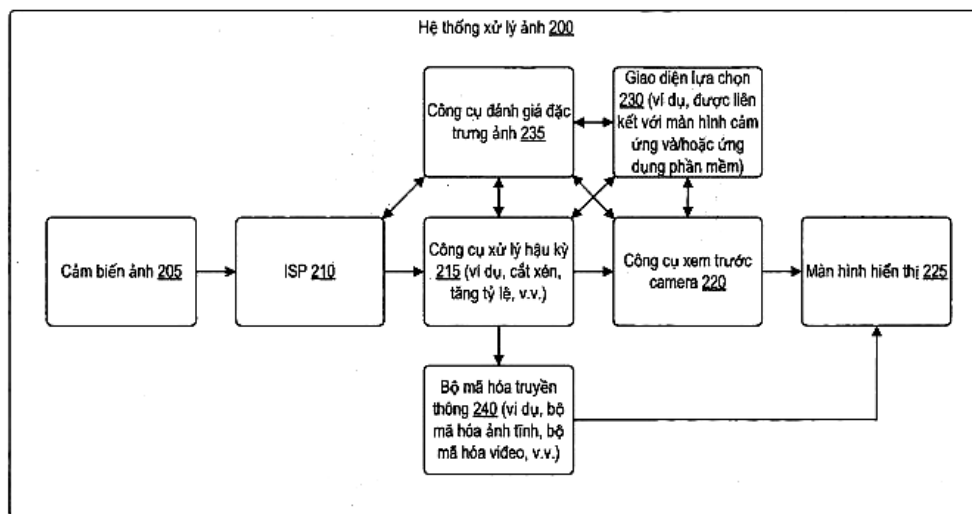 Hệ thống xử lý ảnh 200
Công cụ đánh giá đặc
trưng ảnh 235
Giao diện lựa chọn
230 (ví dụ, được liên
kết với màn hình cảm
ứng và/hoặc ứng
dụng phần mềm)
Cảm biến ảnh 205
ISP 210
Công cụ xử lý hậu kỳ
215 (ví dụ, cắt xén,
tăng tỷ lệ, v.v.)
Công cụ xem trước
camera 220
Màn hình hiển thị 225
Bộ mã hóa truyền
thông 240 (ví dụ, bộ
mã hóa ảnh tĩnh, bộ
mã hóa video, v.v.)